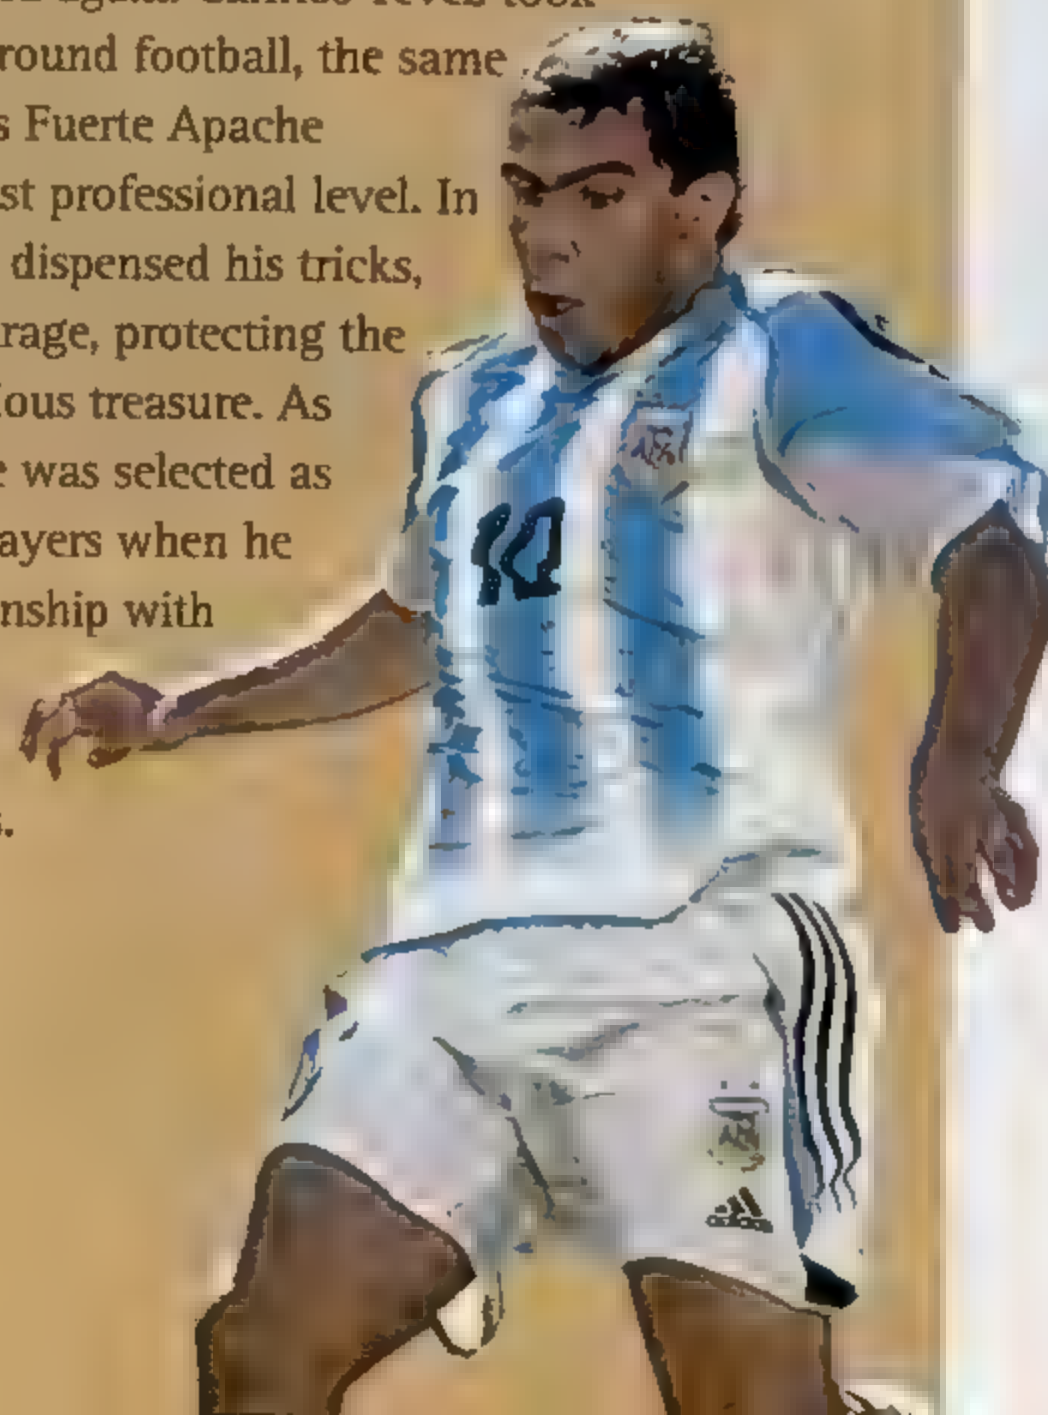 round football, the same
s Fuerte Apache
st professional level. In
dispensed his tricks,
rage, protecting the
ious treasure. As
e was selected as
ayers when he
nship with
s.
10
adidas